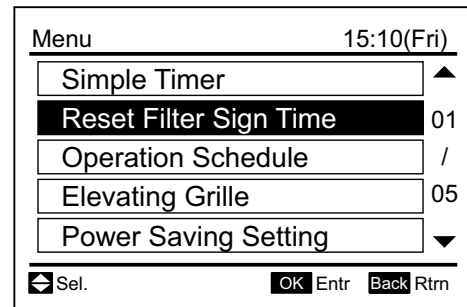 Menu 15:10(Fri)
Simple Timer
Reset Filter Sign Time 01
Operation Schedule /
Elevating Grille 05
Power Saving Setting
Sel. OK Entr Back Rtrn